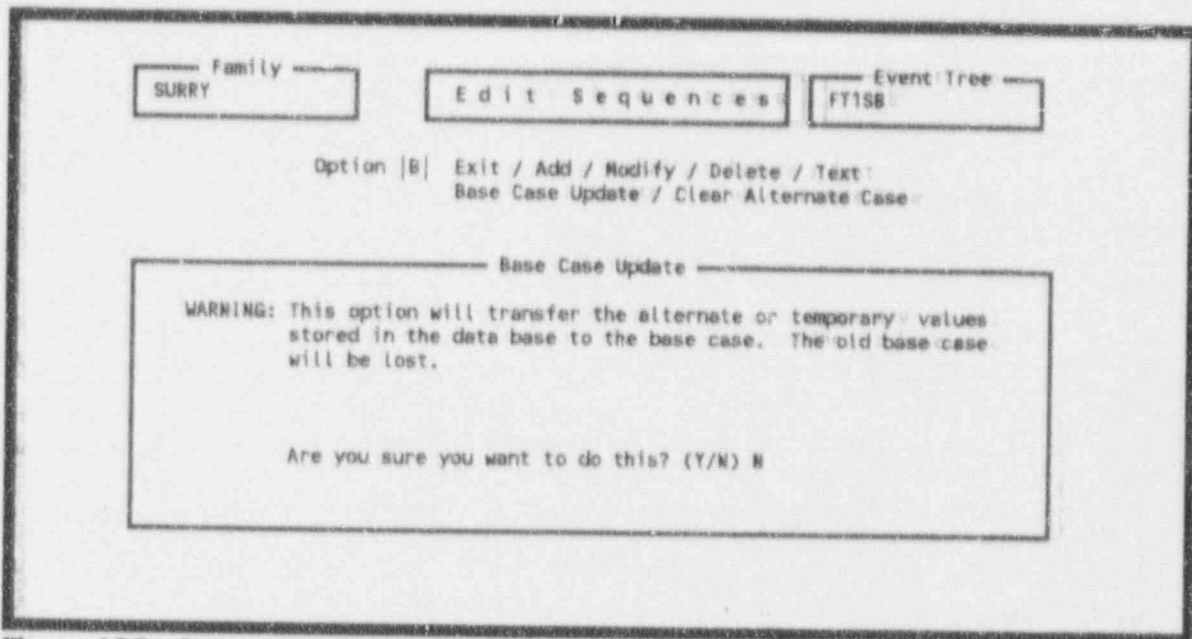 Family
SURRY
Edit Sequences
Event Tree
FT1SB
Option |B| Exit / Add / Modify / Delete / Text
Base Case Update / Clear Alternate Case
Base Case Update
WARNING: This option will transfer the alternate or temporary values
stored in the data base to the base case. The old base case
will be lost.
Are you sure you want to do this? (Y/N) N